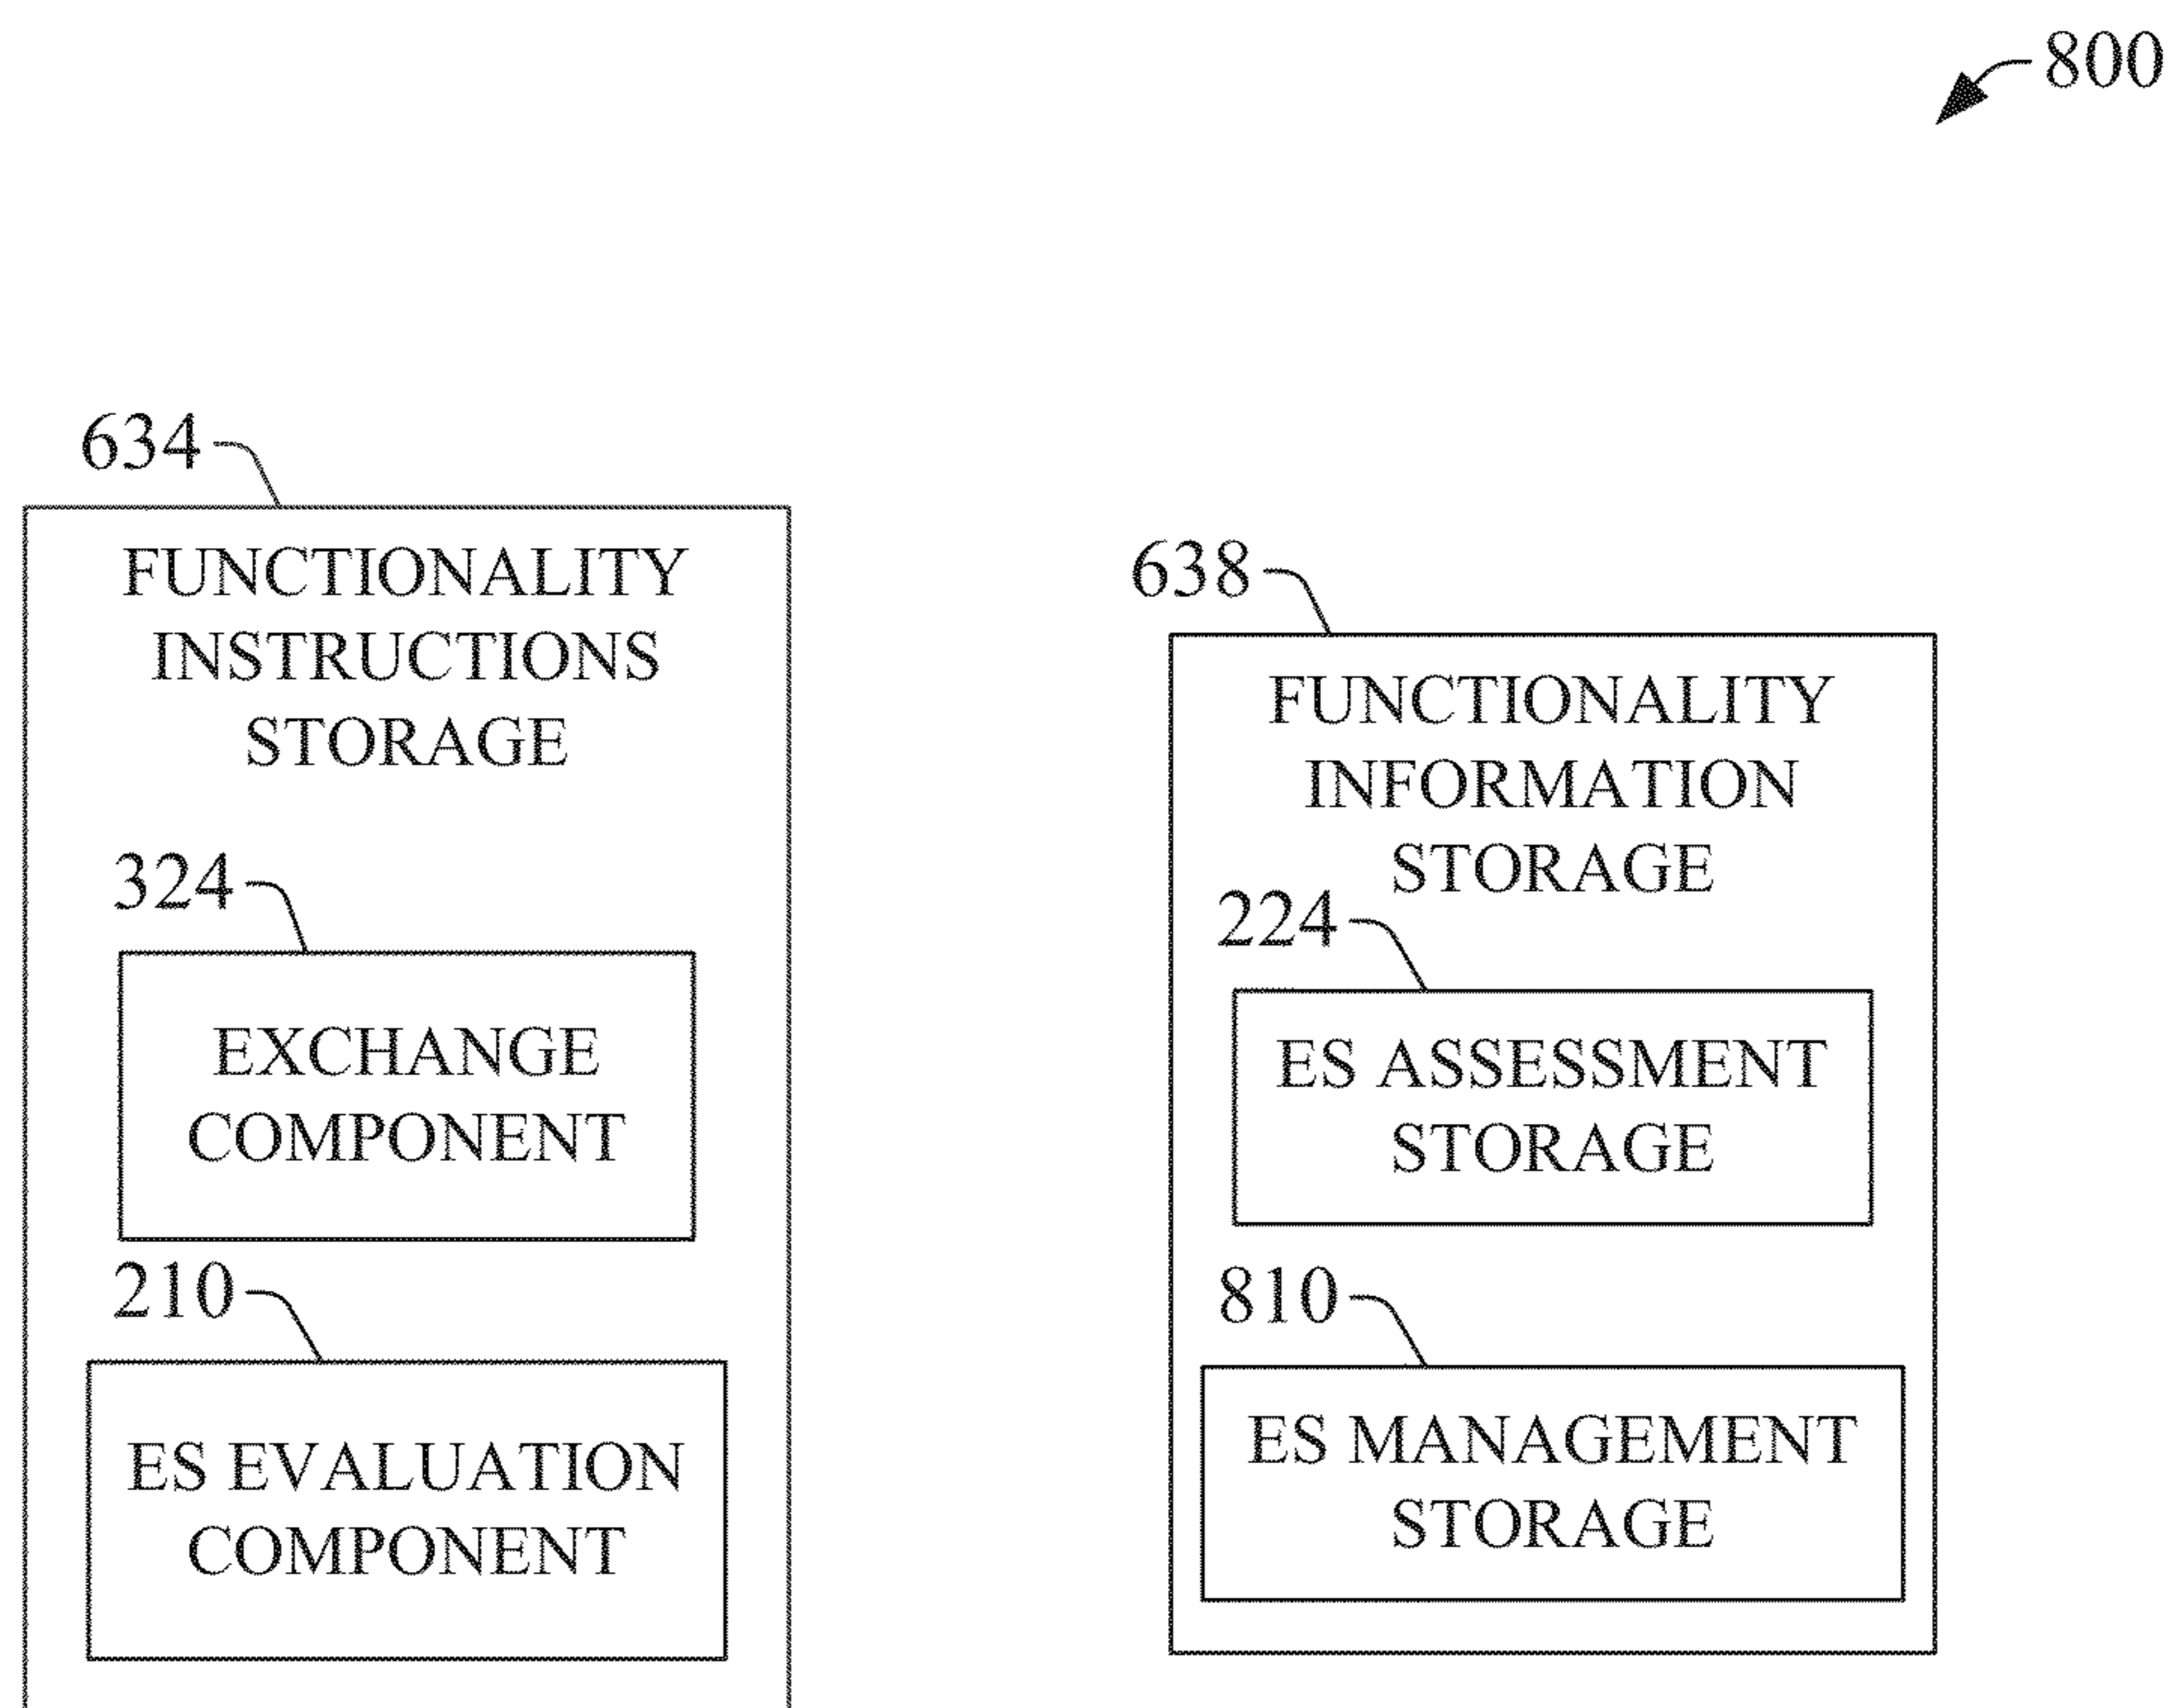 800
634
FUNCTIONALITY
INSTRUCTIONS
STORAGE
324
EXCHANGE
COMPONENT
210
ES EVALUATION
COMPONENT
638
FUNCTIONALITY
INFORMATION
STORAGE
224
ES ASSESSMENT
STORAGE
810
ES MANAGEMENT
STORAGE